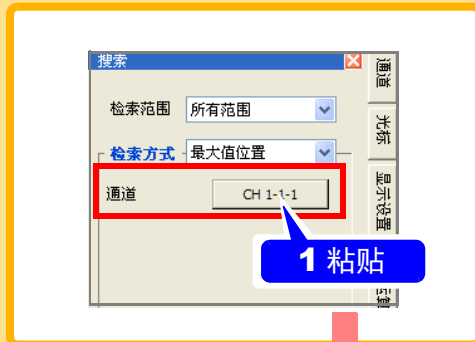 搜索
检索范围 所有范围
检索方式 最大值位置
通道 CH 1-1-1
1 粘贴
通道
光标
显示设置